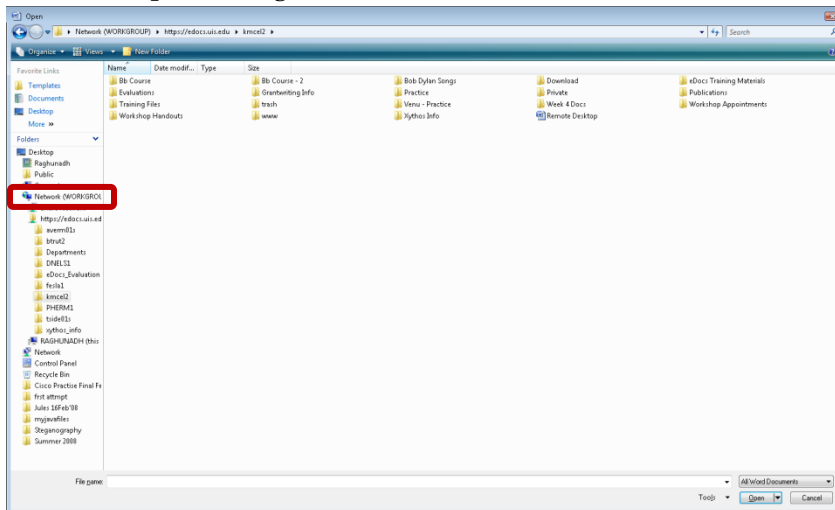 Open
Network (WORKGROUP) https://edocs.uis.edu kmcel2
Search
Organize Views New Folder
Favorite Links
Templates
Documents
Desktop
More »
Folders
Desktop
Raghunadh
Public
Network (WORKGROU
https://edocs.uis.ed
averm01s
btrut2
Departments
DNELS1
eDocs_Evaluation
fesla1
kmcel2
PHERM1
tside01s
xythos_info
RAGHUNADH (this
Network
Control Panel
Recycle Bin
Cisco Practise Final Fe
frst attmpt
Jules 16Feb'08
myjavafiles
Steganography
Summer 2008
Name Date modif... Type Size
Bb Course Bb Course - 2 Bob Dylan Songs Download eDocs Training Materials
Evaluations Grantwriting Info Practice Private Publications
Training Files trash Venu - Practice Week 4 Docs Workshop Appointments
Workshop Handouts www Xythos Info Remote Desktop
File name: All Word Documents
Tools Open Cancel